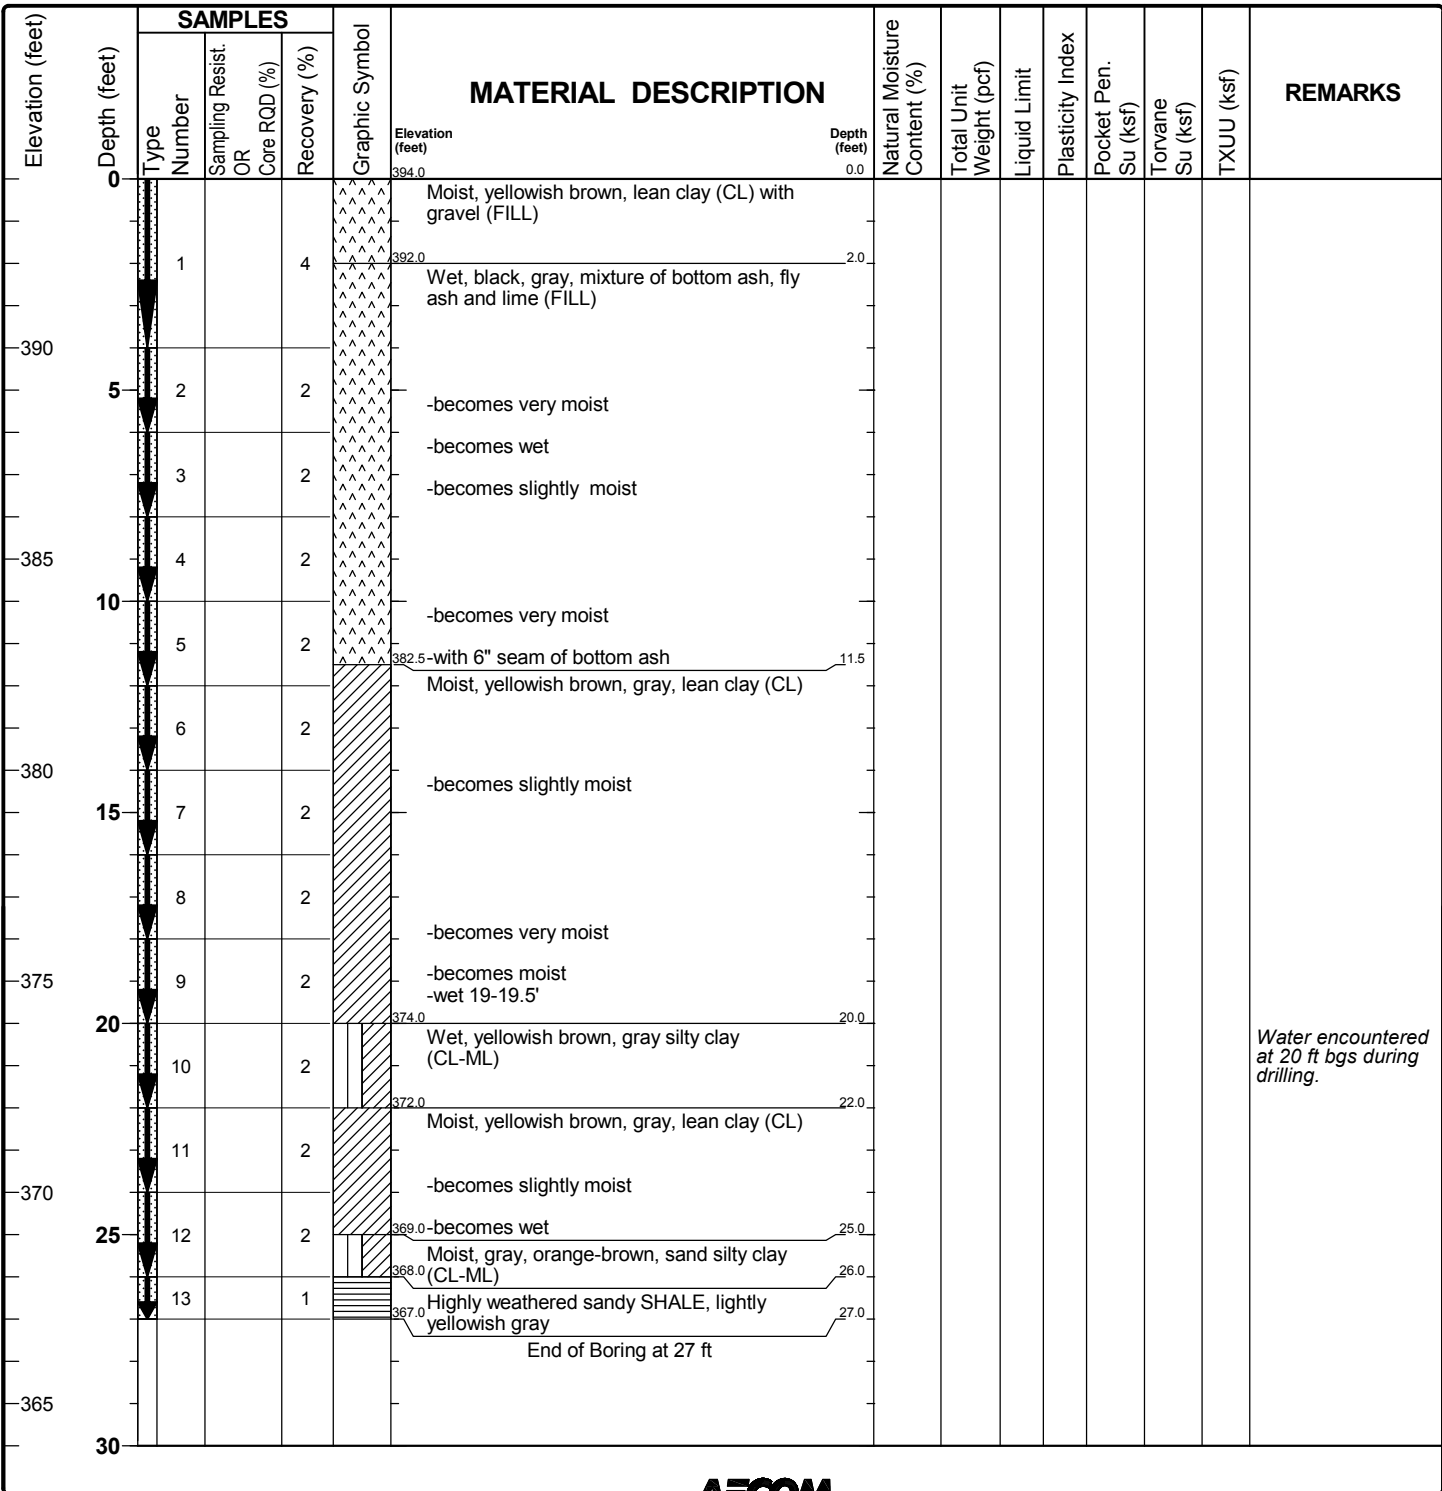 Elevation (feet)
Depth (feet)
SAMPLES
Type
Number
Sampling Resist.
OR
Core RQD (%)
Recovery (%)
Graphic Symbol
MATERIAL DESCRIPTION
Elevation
(feet)
Depth
(feet)
Natural Moisture
Content (%)
Total Unit
Weight (pcf)
Liquid Limit
Plasticity Index
Pocket Pen.
Su (ksf)
Torvane
Su (ksf)
TXUU (ksf)
REMARKS
394.0 0.0
0
Moist, yellowish brown, lean clay (CL) with
gravel (FILL)
1 4
392.0 2.0
Wet, black, gray, mixture of bottom ash, fly
ash and lime (FILL)
390
5
2 2
-becomes very moist
-becomes wet
3 2
-becomes slightly moist
385
4 2
10
-becomes very moist
5 2
382.5 -with 6" seam of bottom ash 11.5
Moist, yellowish brown, gray, lean clay (CL)
6 2
380
-becomes slightly moist
15
7 2
8 2
-becomes very moist
375
9 2
-becomes moist
-wet 19-19.5'
374.0 20.0
20
Wet, yellowish brown, gray silty clay
(CL-ML)
Water encountered
at 20 ft bgs during
drilling.
10 2
372.0 22.0
Moist, yellowish brown, gray, lean clay (CL)
11 2
370
-becomes slightly moist
25
12 2
369.0 -becomes wet 25.0
Moist, gray, orange-brown, sand silty clay
368.0 (CL-ML) 26.0
13 1
Highly weathered sandy SHALE, lightly
367.0 yellowish gray 27.0
End of Boring at 27 ft
365
30
AECOM